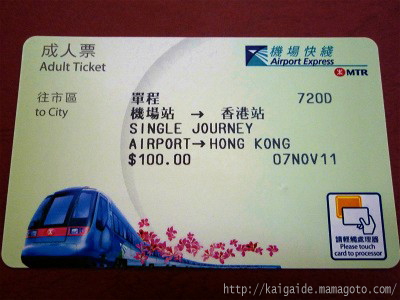 成人票
Adult Ticket
機場快綫
Airport Express
MTR
往市區
to City
單程 720D
機場站 → 香港站
SINGLE JOURNEY
AIRPORT→HONG KONG
$100.00 07NOV11
請輕觸處理器
Please touch
card to processor
http://kaigaide.mamagoto.com/